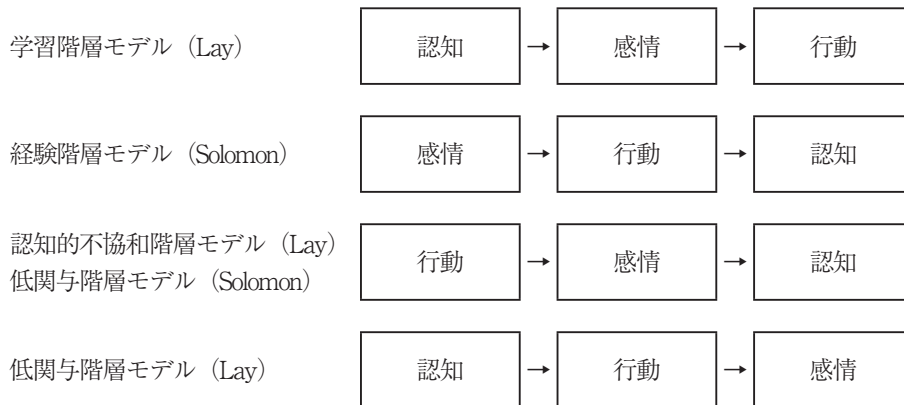 学習階層モデル（Lay） 認知 → 感情 → 行動
経験階層モデル（Solomon） 感情 → 行動 → 認知
認知的不協和階層モデル（Lay）
低関与階層モデル（Solomon） 行動 → 感情 → 認知
低関与階層モデル（Lay） 認知 → 行動 → 感情